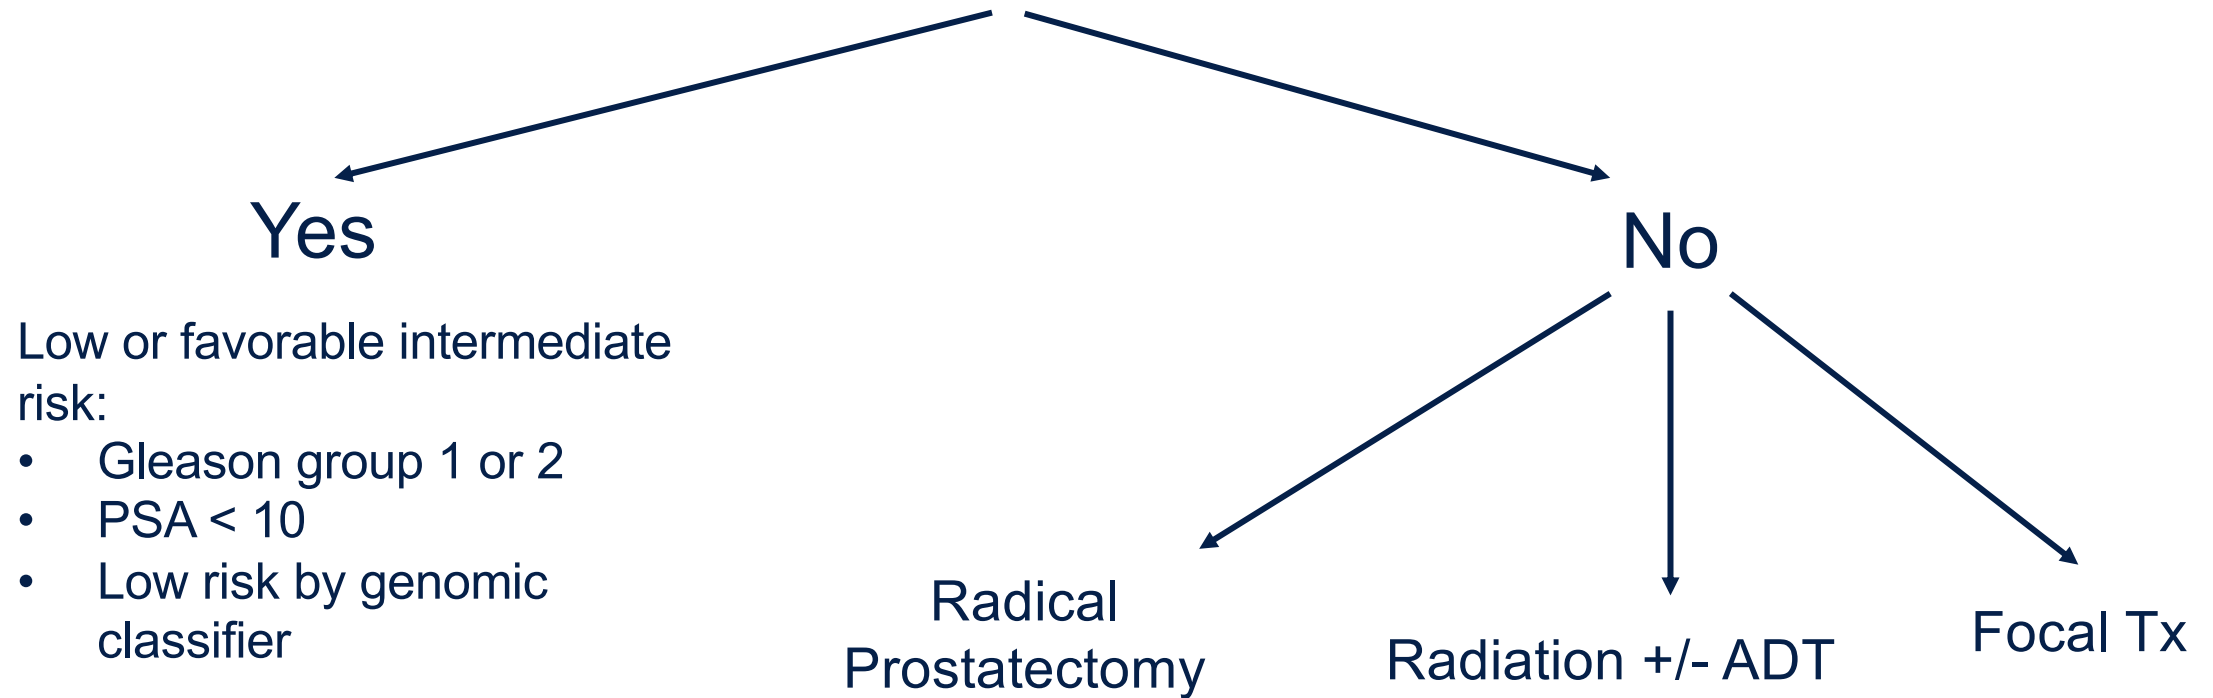 Yes
No
Low or favorable intermediate
risk:
• Gleason group 1 or 2
• PSA < 10
• Low risk by genomic
classifier
Radical
Prostatectomy
Radiation +/- ADT
Focal Tx